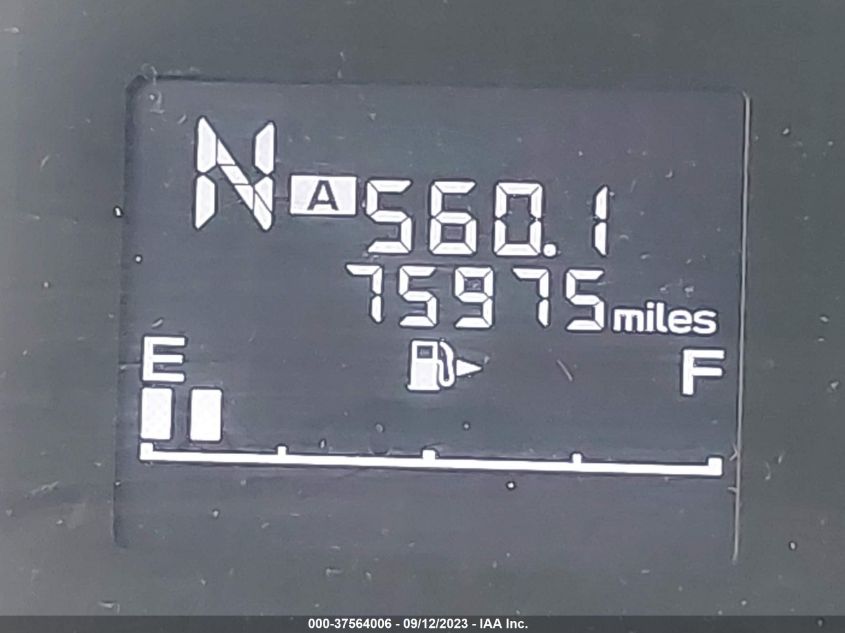 N A 560.1
75975 miles
E F
000-37564006 - 09/12/2023 - IAA Inc.